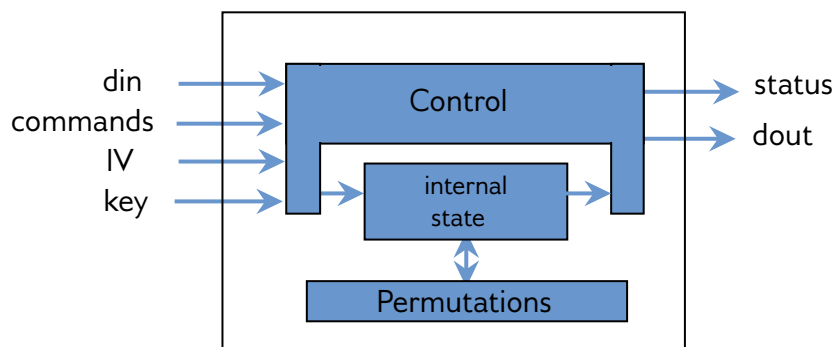 din
commands
IV
key
Control
internal
state
Permutations
status
dout